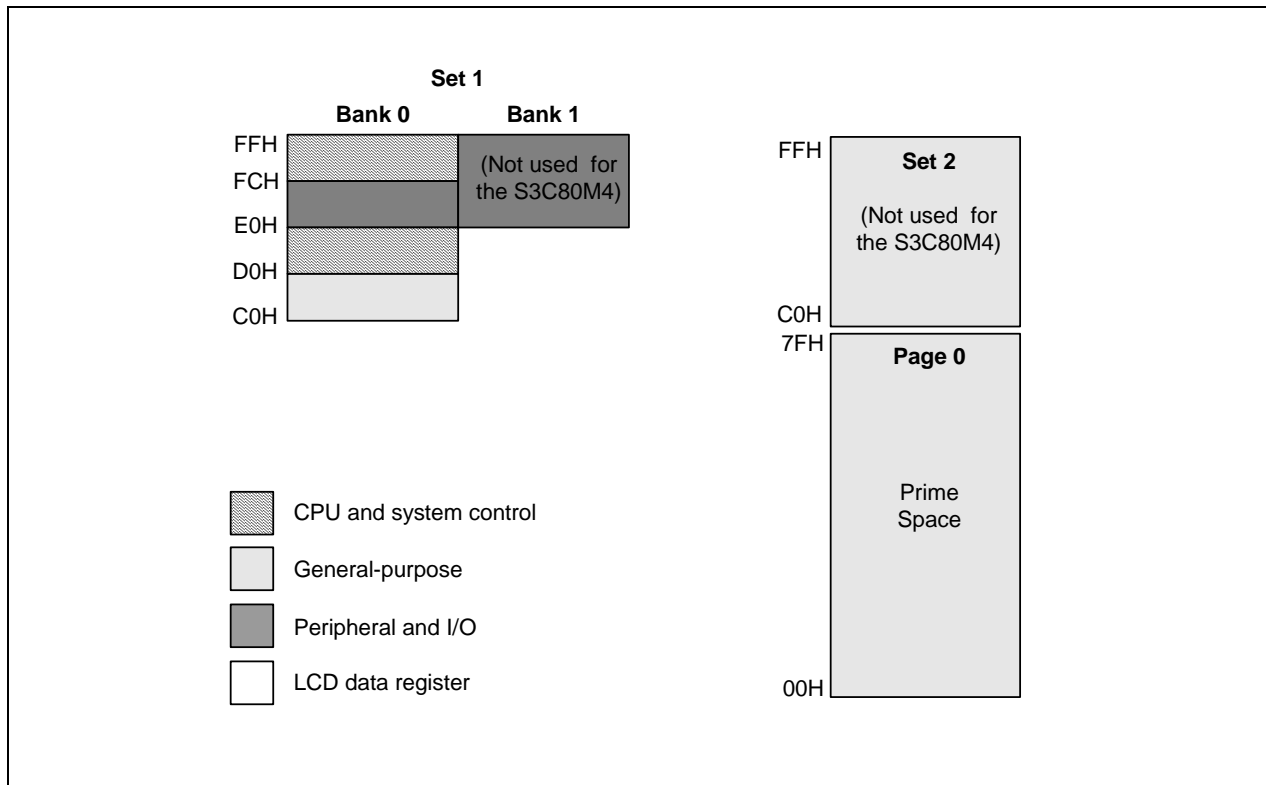 Set 1
Bank 0
Bank 1
FFH
FCH
E0H
D0H
C0H
(Not used for
the S3C80M4)
FFH
C0H
7FH
00H
Set 2
(Not used for
the S3C80M4)
Page 0
Prime
Space
CPU and system control
General-purpose
Peripheral and I/O
LCD data register